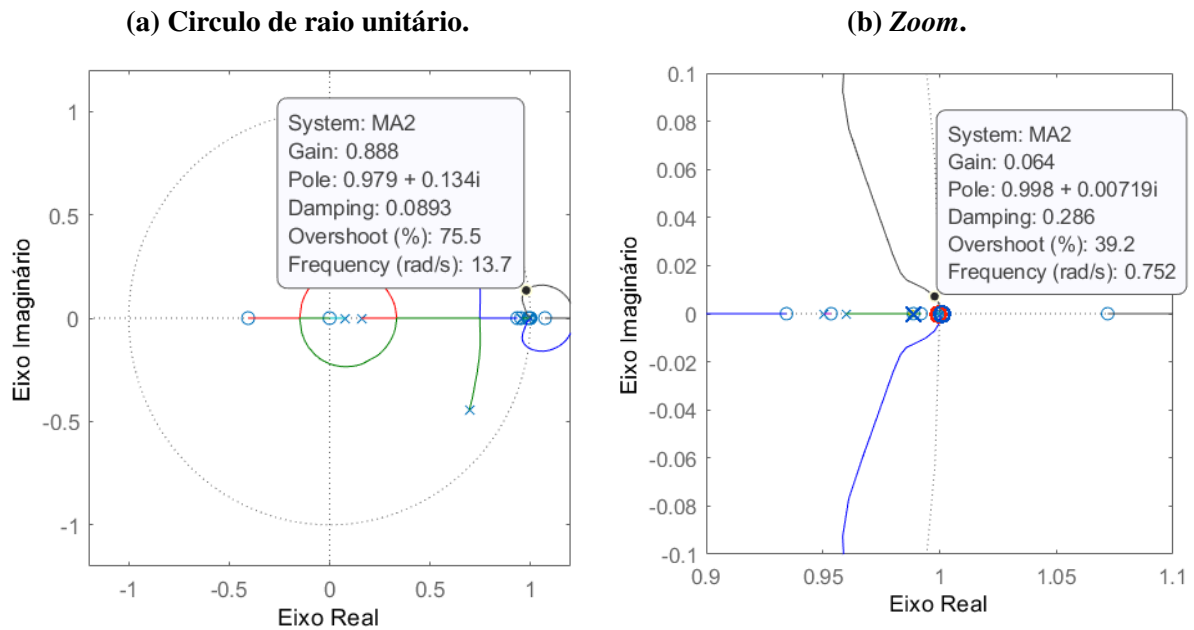 (a) Circulo de raio unitário.
System: MA2
Gain: 0.888
Pole: 0.979 + 0.134i
Damping: 0.0893
Overshoot (%): 75.5
Frequency (rad/s): 13.7
1
0.5
0
-0.5
-1
-1
0
0.5
1
Eixo Imaginário
Eixo Real
(b) Zoom.
System: MA2
Gain: 0.064
Pole: 0.998 + 0.00719i
Damping: 0.286
Overshoot (%): 39.2
Frequency (rad/s): 0.752
0.1
0.08
0.06
0.04
0.02
0
-0.02
-0.04
-0.06
-0.08
-0.1
0.9
0.95
1
1.05
1.1
Eixo Imaginário
Eixo Real